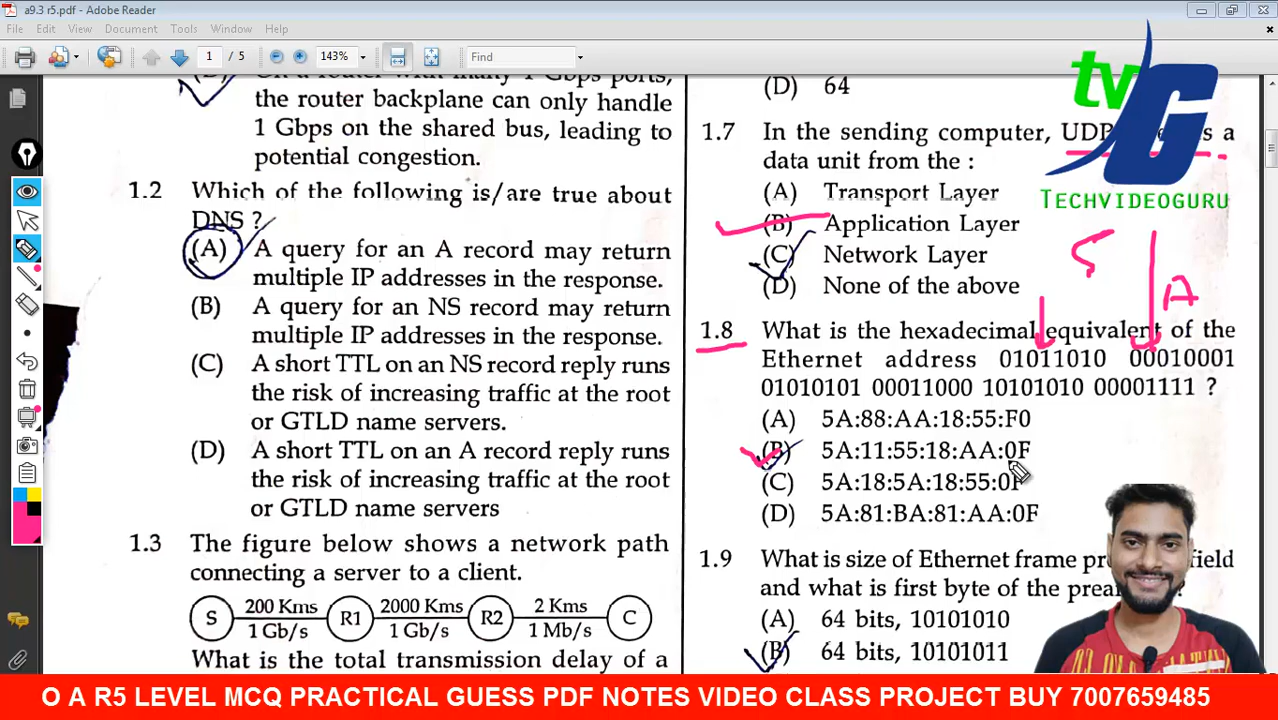 a9.3 r5.pdf - Adobe Reader
File Edit View Document Tools Window Help
1 / 5 143% Find
the router backplane can only handle
1 Gbps on the shared bus, leading to
potential congestion.
1.2 Which of the following is/are true about
DNS ?
(A) A query for an A record may return
multiple IP addresses in the response.
(B) A query for an NS record may return
multiple IP addresses in the response.
(C) A short TTL on an NS record reply runs
the risk of increasing traffic at the root
or GTLD name servers.
(D) A short TTL on an A record reply runs
the risk of increasing traffic at the root
or GTLD name servers
1.3 The figure below shows a network path
connecting a server to a client.
S 200 Kms 1 Gb/s R1 2000 Kms 1 Gb/s R2 2 Kms 1 Mb/s C
What is the total transmission delay of a
(D) 64
1.7 In the sending computer, UDP a
data unit from the :
(A) Transport Layer
(B) Application Layer
(C) Network Layer
(D) None of the above
1.8 What is the hexadecimal equivalent of the
Ethernet address 01011010 00010001
01010101 00011000 10101010 00001111 ?
(A) 5A:88:AA:18:55:F0
(B) 5A:11:55:18:AA:0F
(C) 5A:18:5A:18:55:0F
(D) 5A:81:BA:81:AA:0F
1.9 What is size of Ethernet frame
and what is first byte of the
(A) 64 bits, 10101010
(B) 64 bits, 10101011
tv G
TECHVIDEOGURU
5 A
O A R5 LEVEL MCQ PRACTICAL GUESS PDF NOTES VIDEO CLASS PROJECT BUY 7007659485